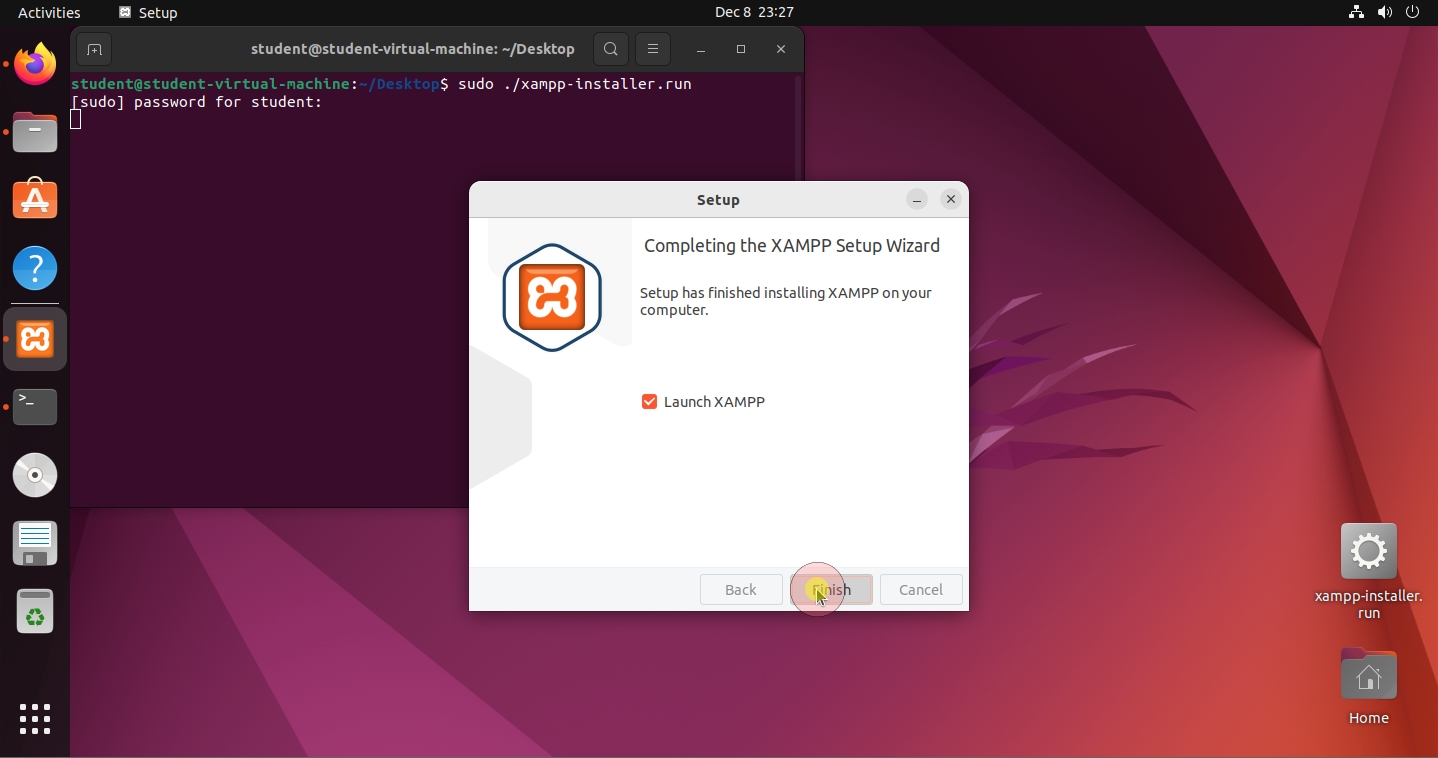 Activities
Setup
Dec 8 23:27
student@student-virtual-machine: ~/Desktop
student@student-virtual-machine:~/Desktop$ sudo ./xampp-installer.run
[sudo] password for student:
Setup
Completing the XAMPP Setup Wizard
Setup has finished installing XAMPP on your
computer.
Launch XAMPP
Back
Finish
Cancel
xampp-installer.
run
Home